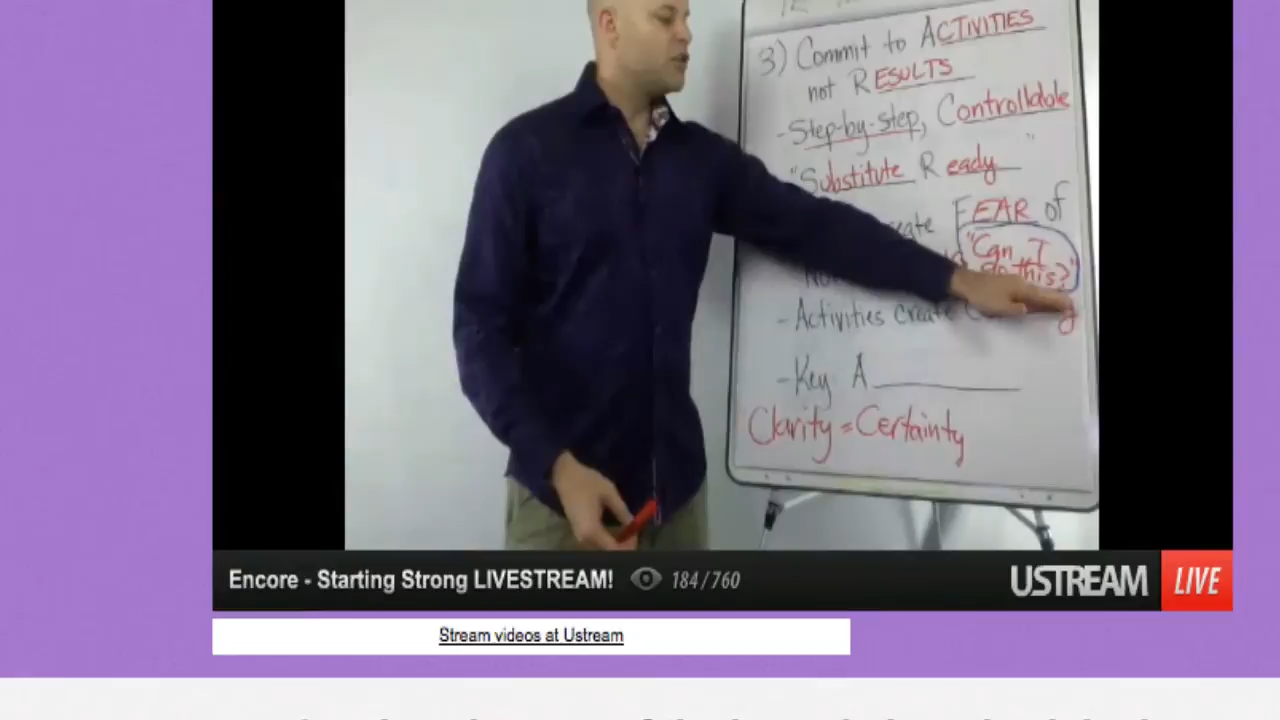 3) Commit to ACTIVITIES
not RESULTS
- Step-by-step, Controllable
"Substitute Ready"
FEAR of
"Can I
do this?"
- Activities create
- Key A
Clarity = Certainty
Encore - Starting Strong LIVESTREAM! 184/760 USTREAM LIVE
Stream videos at Ustream